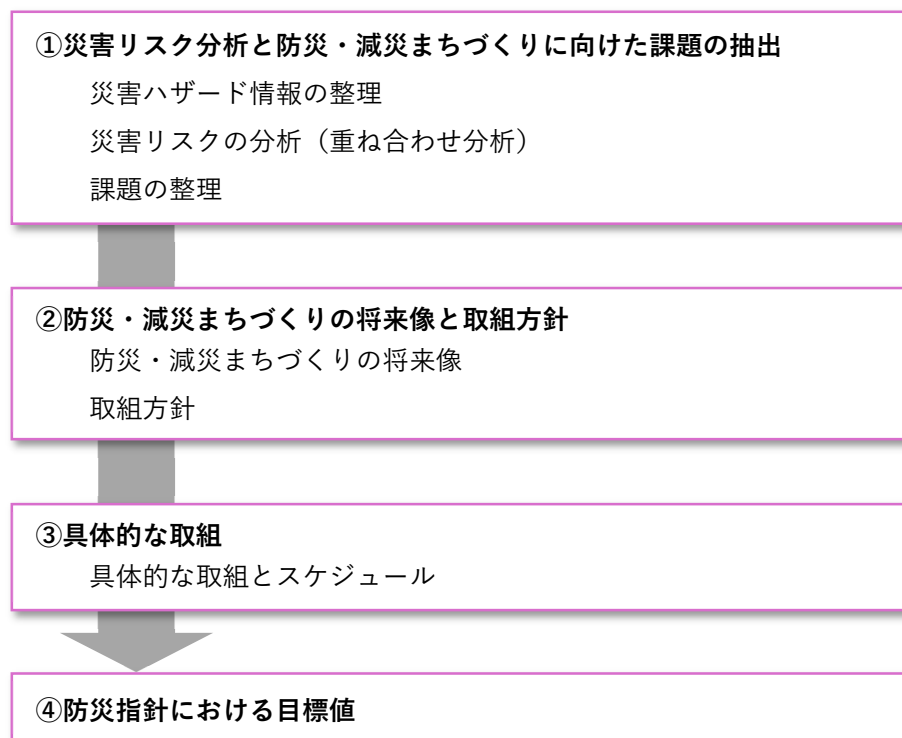 ①災害リスク分析と防災・減災まちづくりに向けた課題の抽出
災害ハザード情報の整理
災害リスクの分析（重ね合わせ分析）
課題の整理
②防災・減災まちづくりの将来像と取組方針
防災・減災まちづくりの将来像
取組方針
③具体的な取組
具体的な取組とスケジュール
④防災指針における目標値